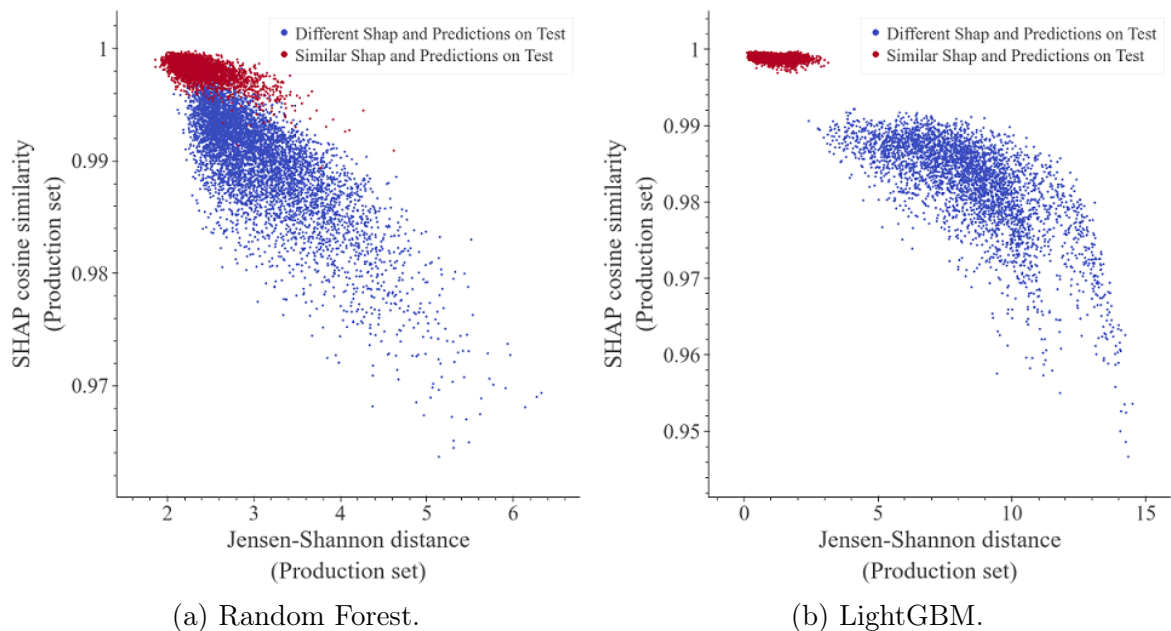 Different Shap and Predictions on Test
Similar Shap and Predictions on Test
1
0.99
0.98
0.97
SHAP cosine similarity
(Production set)
2 3 4 5 6
Jensen-Shannon distance
(Production set)
(a) Random Forest.
Different Shap and Predictions on Test
Similar Shap and Predictions on Test
1
0.99
0.98
0.97
0.96
0.95
SHAP cosine similarity
(Production set)
0 5 10 15
Jensen-Shannon distance
(Production set)
(b) LightGBM.